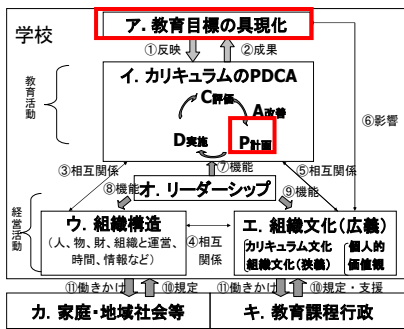 学校
ア. 教育目標の具現化
①反映
②成果
教育活動
イ. カリキュラムのPDCA
C評価
A改善
D実施
P計画
⑥影響
③相互関係
⑦機能
⑤相互関係
⑧機能
オ. リーダーシップ
⑨機能
経営活動
ウ. 組織構造
(人、物、財、組織と運営、
時間、情報など)
④相互
関係
エ. 組織文化(広義)
カリキュラム文化
組織文化(狭義)
個人的
価値観
⑪働きかけ
⑩規定
⑪働きかけ
⑩規定・支援
カ. 家庭・地域社会等
キ. 教育課程行政